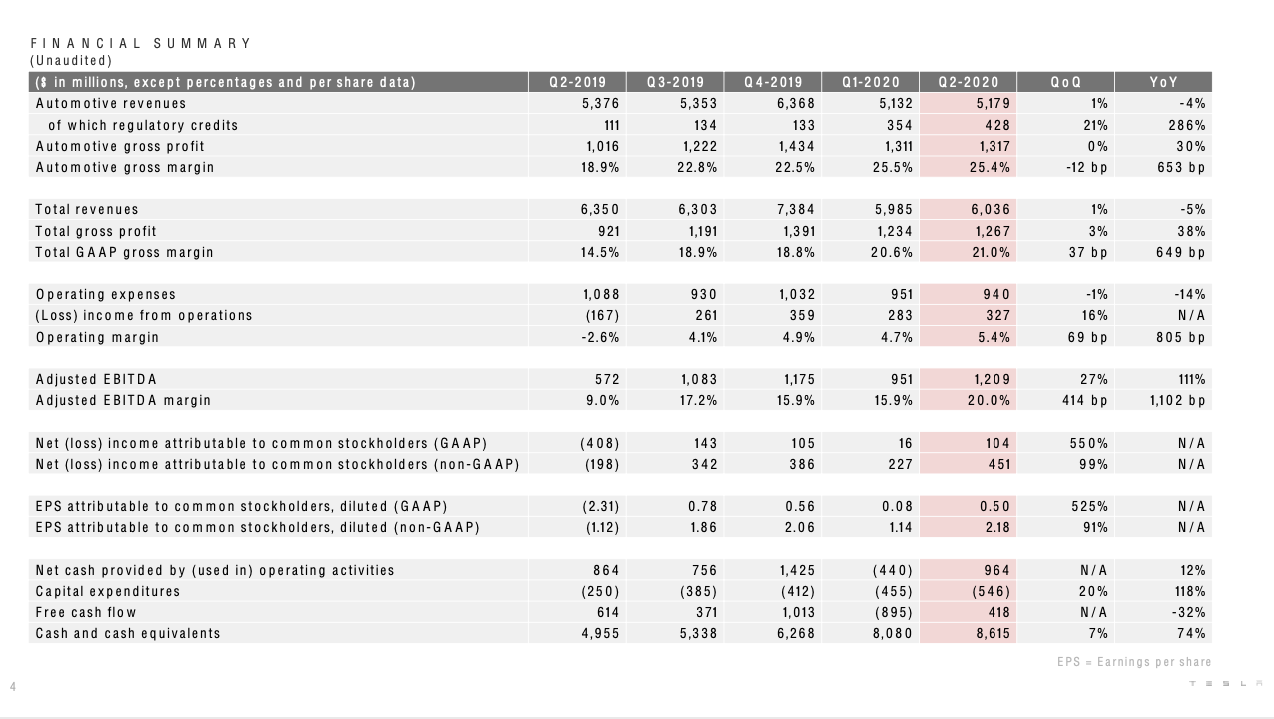 FINANCIAL SUMMARY
(Unaudited)
($ in millions, except percentages and per share data) Q2-2019 Q3-2019 Q4-2019 Q1-2020 Q2-2020 QoQ YoY
Automotive revenues 5,376 5,353 6,368 5,132 5,179 1% -4%
of which regulatory credits 111 134 133 354 428 21% 286%
Automotive gross profit 1,016 1,222 1,434 1,311 1,317 0% 30%
Automotive gross margin 18.9% 22.8% 22.5% 25.5% 25.4% -12 bp 653 bp
Total revenues 6,350 6,303 7,384 5,985 6,036 1% -5%
Total gross profit 921 1,191 1,391 1,234 1,267 3% 38%
Total GAAP gross margin 14.5% 18.9% 18.8% 20.6% 21.0% 37 bp 649 bp
Operating expenses 1,088 930 1,032 951 940 -1% -14%
(Loss) income from operations (167) 261 359 283 327 16% N/A
Operating margin -2.6% 4.1% 4.9% 4.7% 5.4% 69 bp 805 bp
Adjusted EBITDA 572 1,083 1,175 951 1,209 27% 111%
Adjusted EBITDA margin 9.0% 17.2% 15.9% 15.9% 20.0% 414 bp 1,102 bp
Net (loss) income attributable to common stockholders (GAAP) (408) 143 105 16 104 550% N/A
Net (loss) income attributable to common stockholders (non-GAAP) (198) 342 386 227 451 99% N/A
EPS attributable to common stockholders, diluted (GAAP) (2.31) 0.78 0.56 0.08 0.50 525% N/A
EPS attributable to common stockholders, diluted (non-GAAP) (1.12) 1.86 2.06 1.14 2.18 91% N/A
Net cash provided by (used in) operating activities 864 756 1,425 (440) 964 N/A 12%
Capital expenditures (250) (385) (412) (455) (546) 20% 118%
Free cash flow 614 371 1,013 (895) 418 N/A -32%
Cash and cash equivalents 4,955 5,338 6,268 8,080 8,615 7% 74%
EPS = Earnings per share
4 TESLA